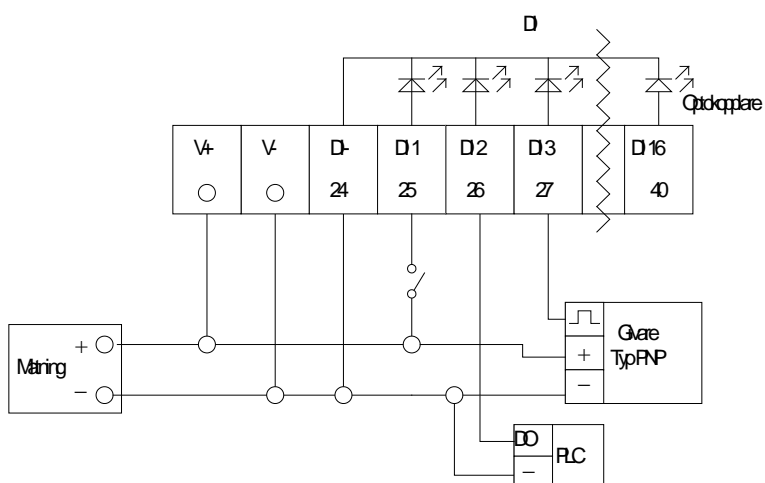 DI
Optokopplare
V+ V- DI- DI1 DI2 DI3 DI16
24 25 26 27 40
Matning
+
−
Givare
Typ PNP
+
−
DO
PLC
−